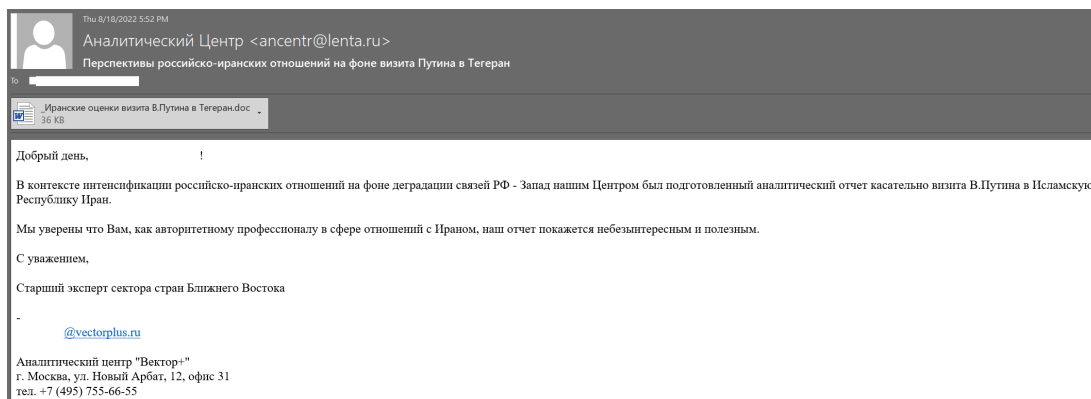 Thu 8/18/2022 5:52 PM
Аналитический Центр <ancentr@lenta.ru>
Перспективы российско-иранских отношений на фоне визита Путина в Тегеран
To
_Иранские оценки визита В.Путина в Тегеран.doc
36 KB
Добрый день, !
В контексте интенсификации российско-иранских отношений на фоне деградации связей РФ - Запад нашим Центром был подготовленный аналитический отчет касательно визита В.Путина в Исламскую
Республику Иран.
Мы уверены что Вам, как авторитетному профессионалу в сфере отношений с Ираном, наш отчет покажется небезынтересным и полезным.
С уважением,
Старший эксперт сектора стран Ближнего Востока
-
@vectorplus.ru
Аналитический центр "Вектор+"
г. Москва, ул. Новый Арбат, 12, офис 31
тел. +7 (495) 755-66-55